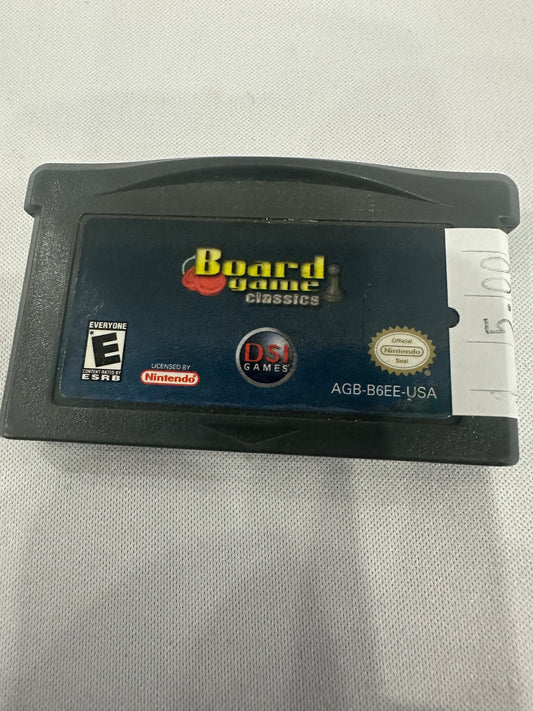 Board
game
classics
EVERYONE
E
CONTENT RATED BY
ESRB
LICENSED BY
Nintendo
DSI
GAMES
Official
Nintendo
Seal
AGB-B6EE-USA
5.00